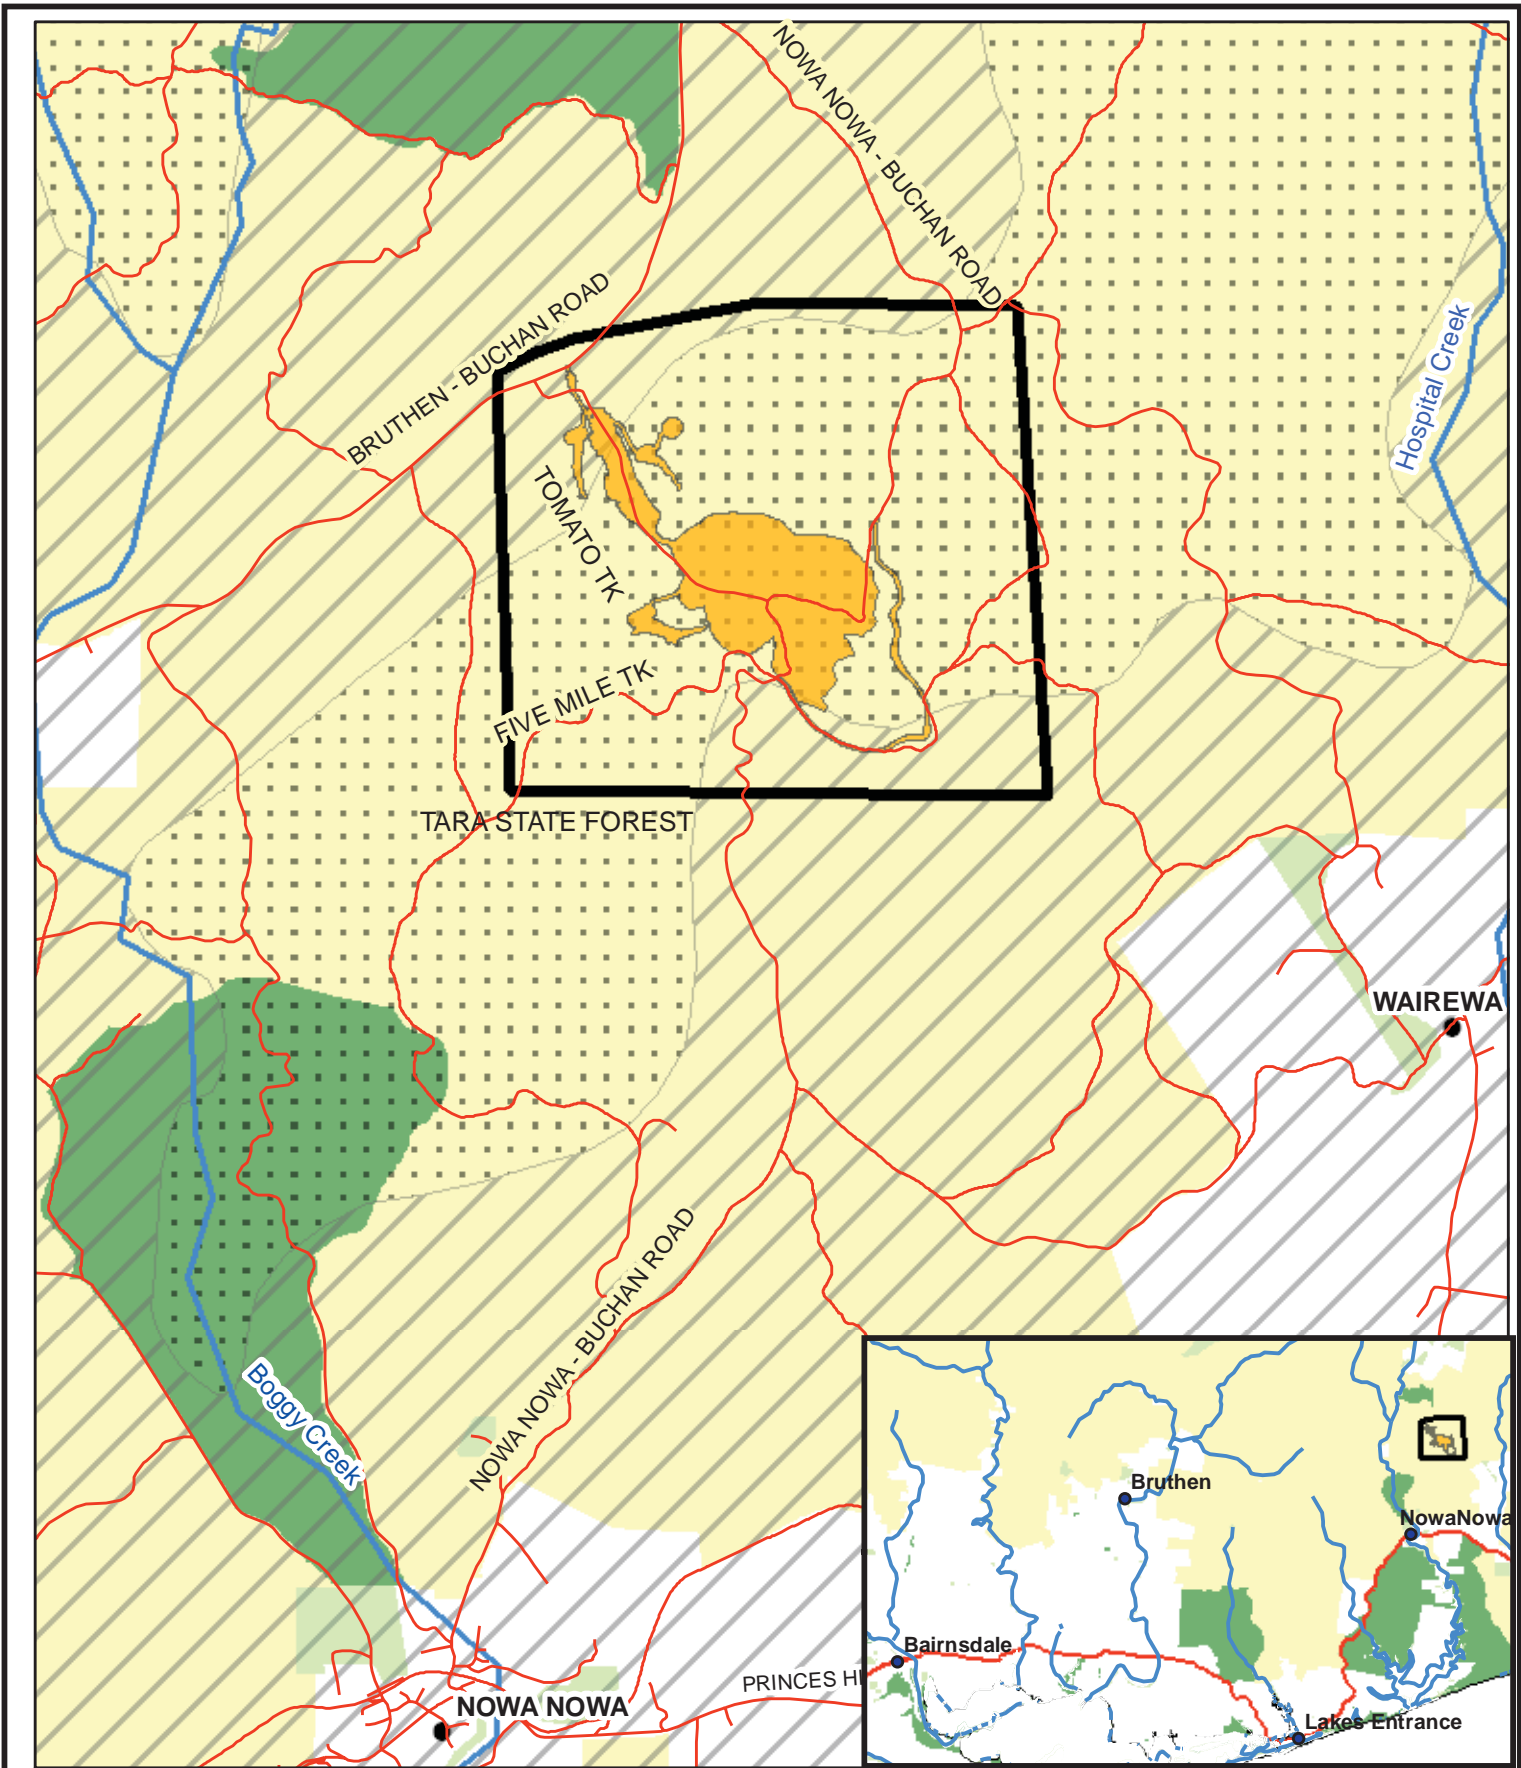 NOWA NOWA - BUCHAN ROAD
BRUTHEN - BUCHAN ROAD
Hospital Creek
TOMATO TK
FIVE MILE TK
TARA STATE FOREST
WAIREWA
NOWA NOWA - BUCHAN ROAD
Boggy Creek
PRINCES HI
NOWA NOWA
Bruthen
NowaNowa
Bairnsdale
Lakes Entrance